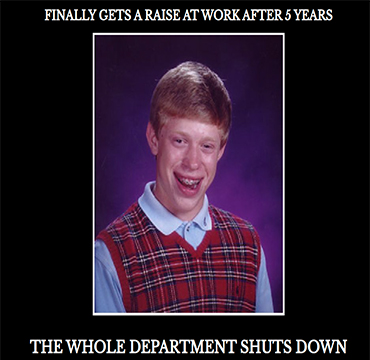 FINALLY GETS A RAISE AT WORK AFTER 5 YEARS
THE WHOLE DEPARTMENT SHUTS DOWN